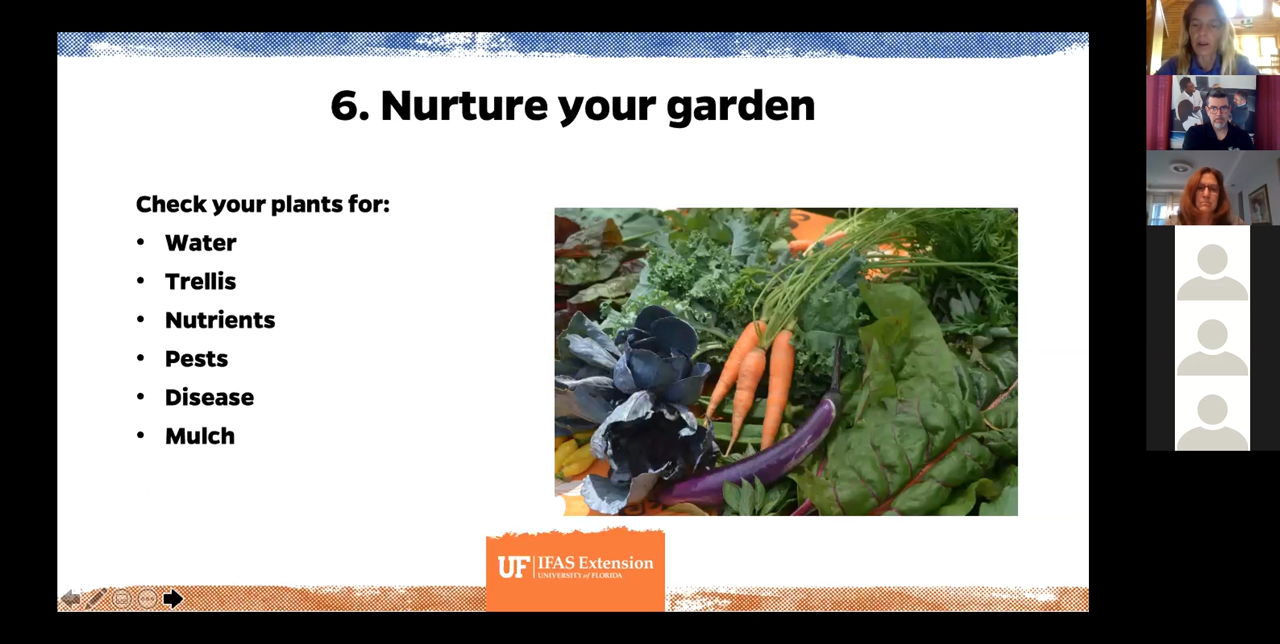 6. Nurture your garden
Check your plants for:
• Water
• Trellis
• Nutrients
• Pests
• Disease
• Mulch
UF IFAS Extension
UNIVERSITY of FLORIDA